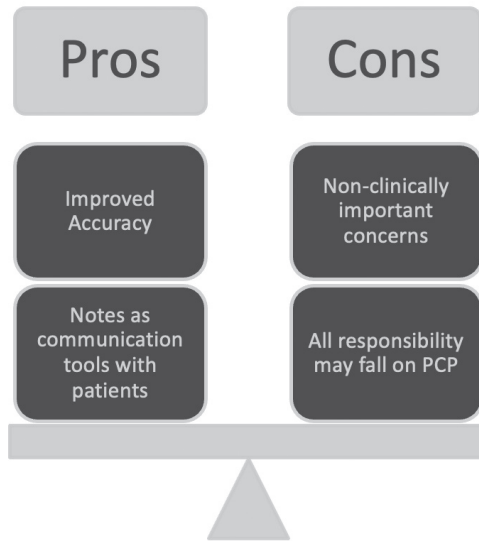 Pros
Cons
Improved
Accuracy
Non-clinically
important
concerns
Notes as
communication
tools with
patients
All responsibility
may fall on PCP